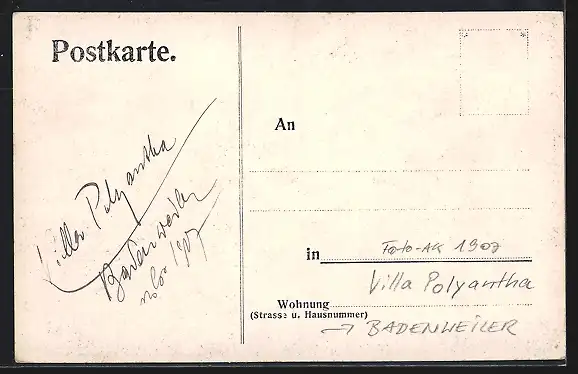 Postkarte.
Villa Polyantha
Badenweiler
1907
An
in
Foto-AK 1907
Villa Polyantha
Wohnung
(Strasse u. Hausnummer)
→ BADENWEILER